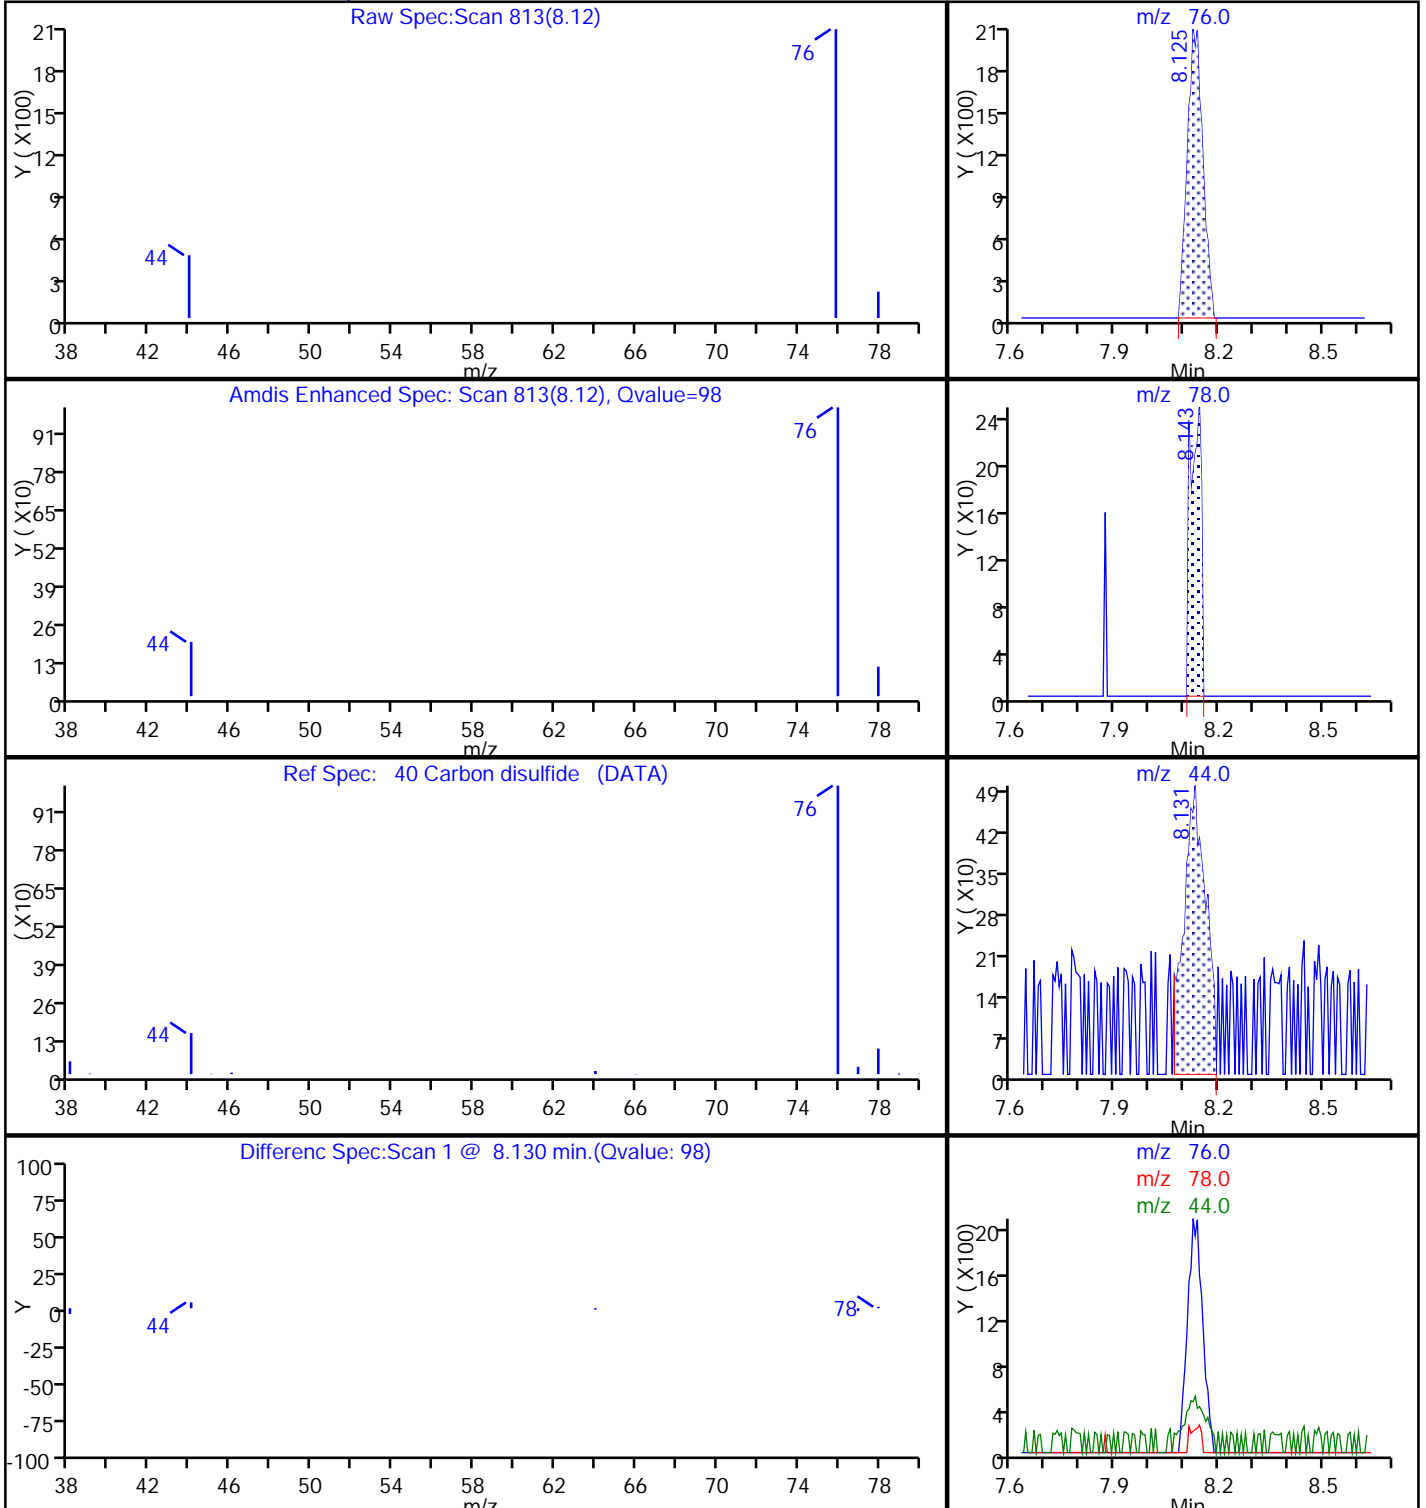 Raw Spec:Scan 813(8.12)
Y ( X100)
21
18
15
12
9
6
3
0
76
44
38 42 46 50 54 58 62 66 70 74 78
m/z
m/z 76.0
Y ( X100)
21
18
15
12
9
6
3
0
8.125
7.6 7.9 8.2 8.5
Min
Amdis Enhanced Spec: Scan 813(8.12), Qvalue=98
Y ( X10)
91
78
65
52
39
26
13
0
76
44
38 42 46 50 54 58 62 66 70 74 78
m/z
m/z 78.0
Y ( X10)
24
20
16
12
8
4
0
8.143
7.6 7.9 8.2 8.5
Min
Ref Spec: 40 Carbon disulfide (DATA)
( X10)
91
78
65
52
39
26
13
0
76
44
38 42 46 50 54 58 62 66 70 74 78
m/z
m/z 44.0
Y ( X10)
49
42
35
28
21
14
7
0
8.131
7.6 7.9 8.2 8.5
Min
Differenc Spec:Scan 1 @ 8.130 min.(Qvalue: 98)
Y
100
75
50
25
0
-25
-50
-75
-100
44
78
38 42 46 50 54 58 62 66 70 74 78
m/z
m/z 76.0
m/z 78.0
m/z 44.0
Y ( X100)
20
16
12
8
4
0
7.6 7.9 8.2 8.5
Min